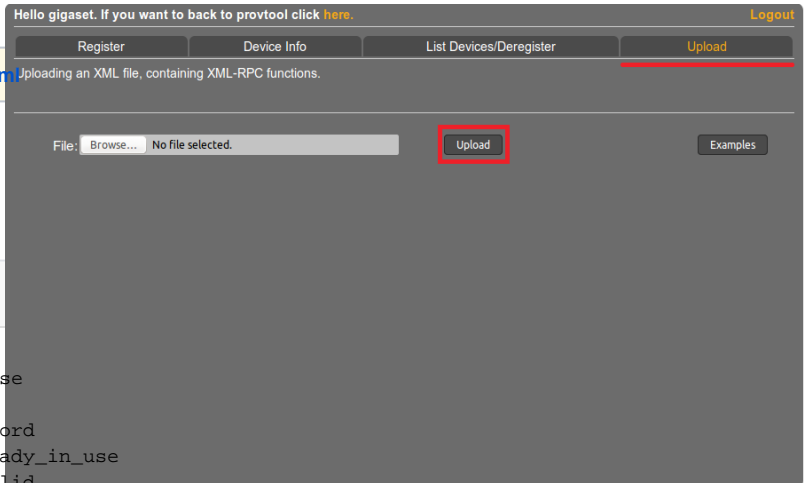 Hello gigaset. If you want to back to provtool click here. Logout
Register Device Info List Devices/Deregister Upload
Uploading an XML file, containing XML-RPC functions.
File: Browse... No file selected. Upload Examples
se
ord
ady_in_use